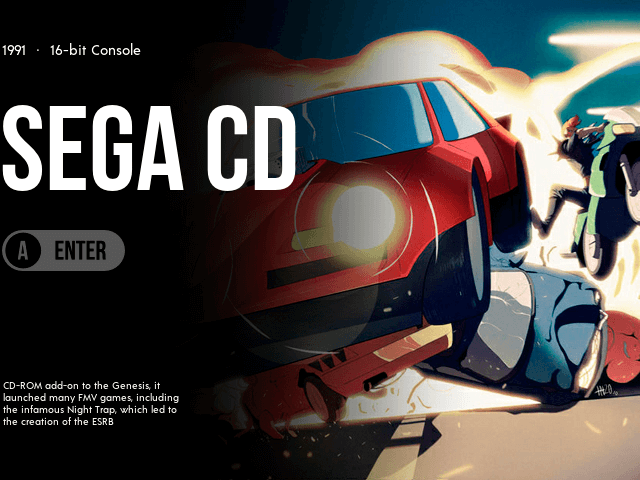 1991 · 16-bit Console
SEGA CD
A ENTER
CD-ROM add-on to the Genesis, it
launched many FMV games, including
the infamous Night Trap, which led to
the creation of the ESRB